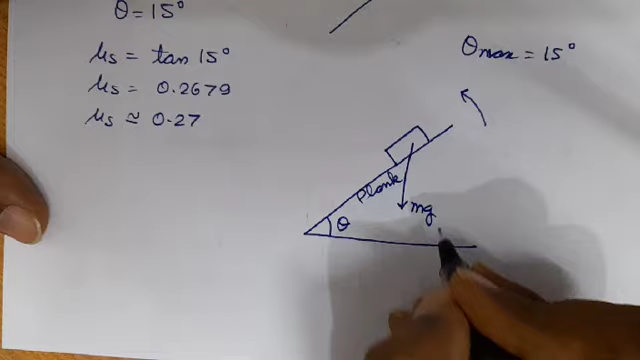 θ = 15°
μs = tan 15°
μs = 0.2679
μs ≃ 0.27
θmax = 15°
Plank
mg
θ